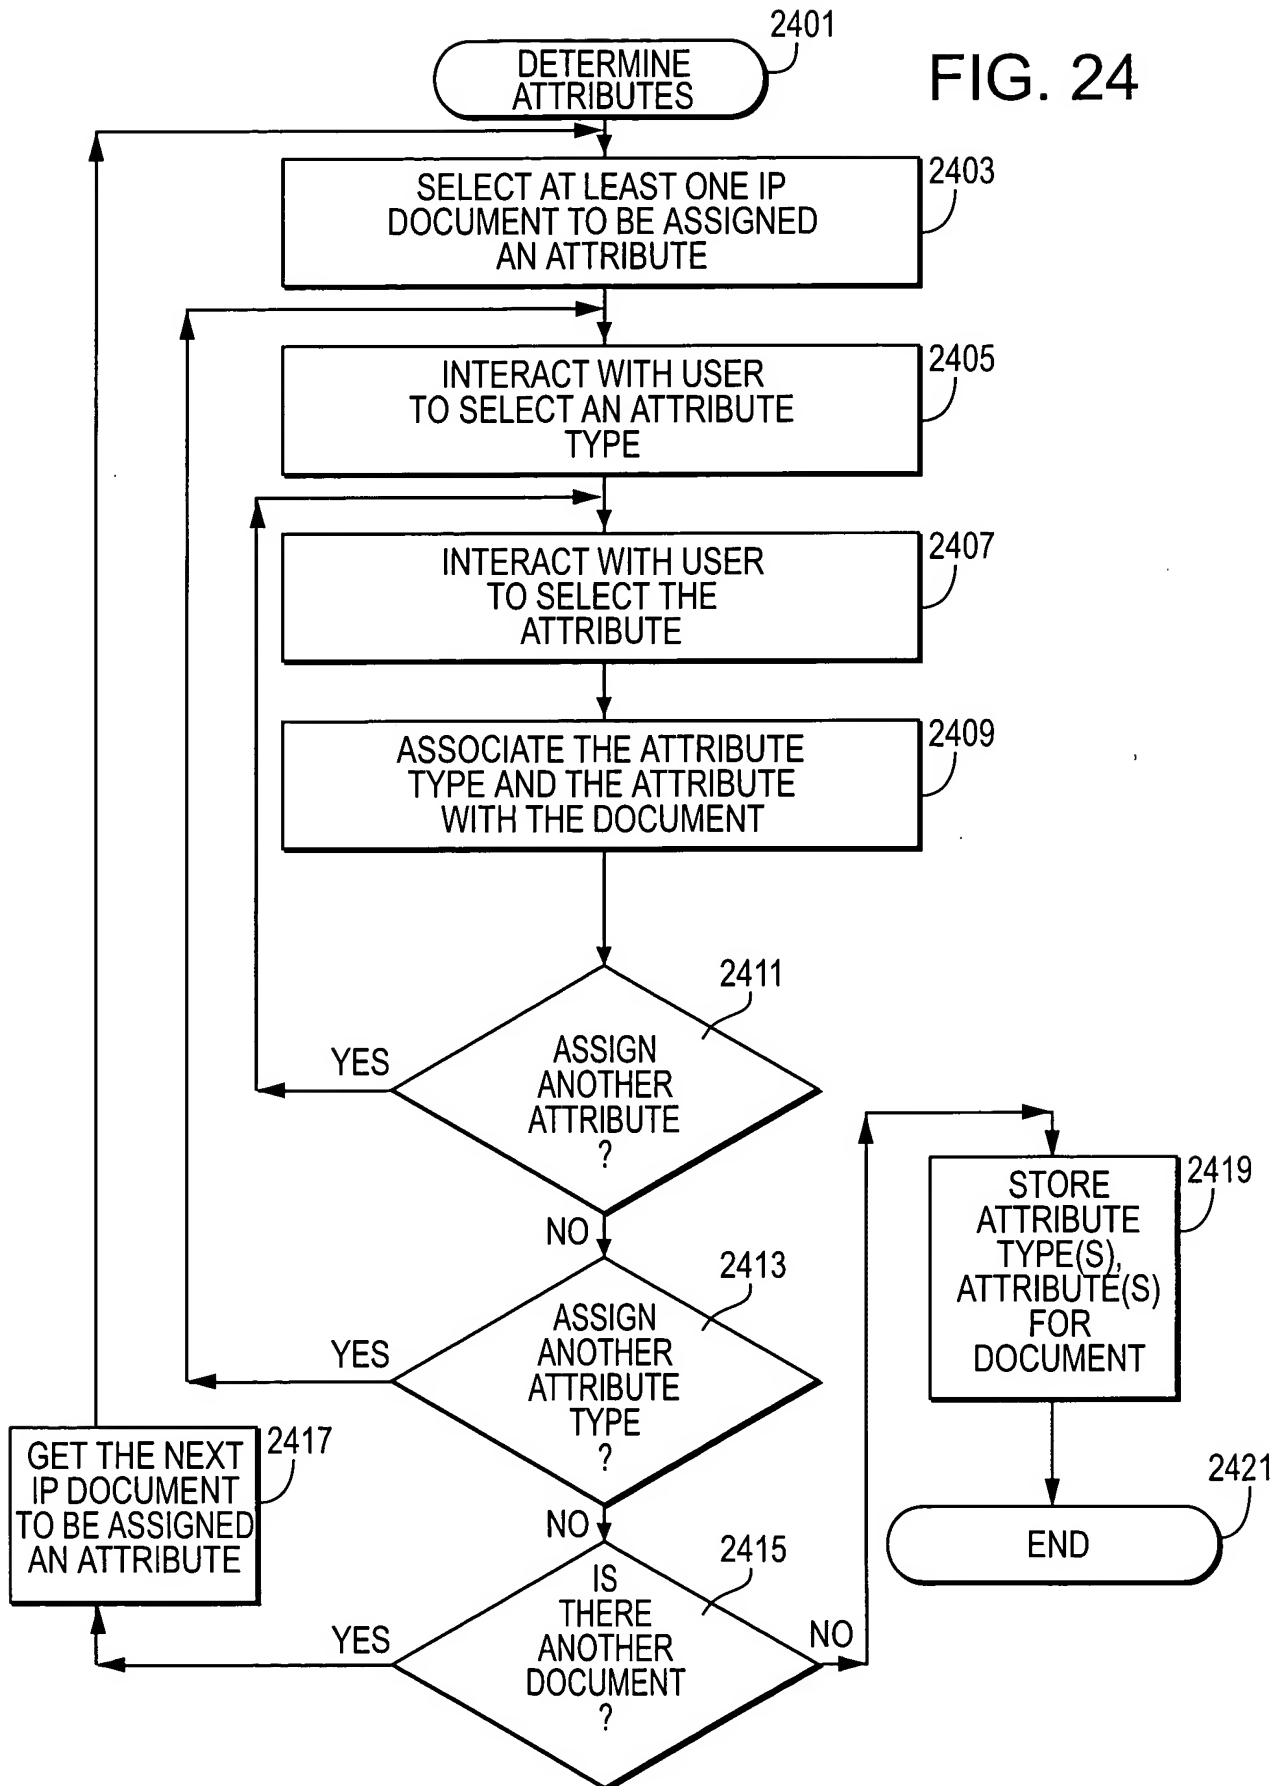 2401
DETERMINE
ATTRIBUTES
FIG. 24
2403
SELECT AT LEAST ONE IP
DOCUMENT TO BE ASSIGNED
AN ATTRIBUTE
2405
INTERACT WITH USER
TO SELECT AN ATTRIBUTE
TYPE
2407
INTERACT WITH USER
TO SELECT THE
ATTRIBUTE
2409
ASSOCIATE THE ATTRIBUTE
TYPE AND THE ATTRIBUTE
WITH THE DOCUMENT
2411
YES
ASSIGN
ANOTHER
ATTRIBUTE
?
NO
2413
YES
ASSIGN
ANOTHER
ATTRIBUTE
TYPE
?
NO
2417
GET THE NEXT
IP DOCUMENT
TO BE ASSIGNED
AN ATTRIBUTE
2415
YES
IS
THERE
ANOTHER
DOCUMENT
?
NO
2419
STORE
ATTRIBUTE
TYPE(S),
ATTRIBUTE(S)
FOR
DOCUMENT
2421
END